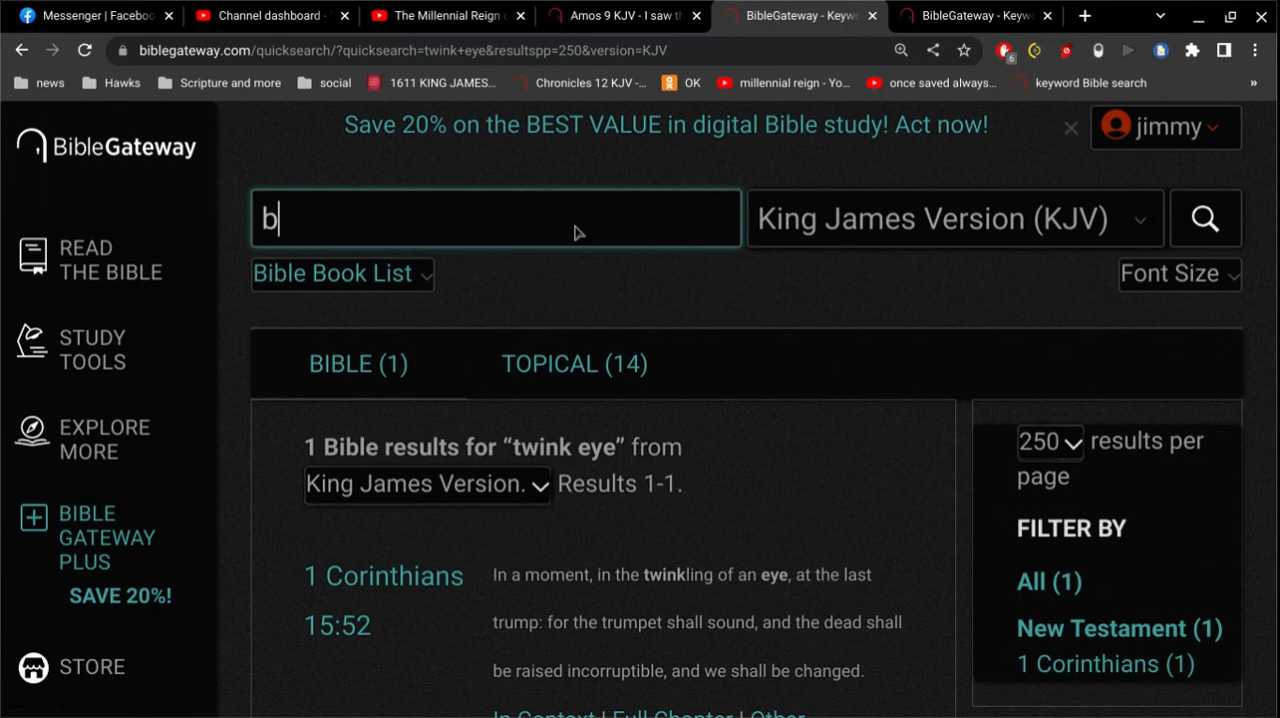 Messenger | Faceboo
Channel dashboard -
The Millennial Reign o
Amos 9 KJV - I saw th
BibleGateway - Keywo
BibleGateway - Keyw
biblegateway.com/quicksearch/?quicksearch=twink+eye&resultspp=250&version=KJV
6
news
Hawks
Scripture and more
social
1611 KING JAMES...
Chronicles 12 KJV -...
OK
millennial reign - Yo...
once saved always...
keyword Bible search
»
BibleGateway
Save 20% on the BEST VALUE in digital Bible study! Act now!
jimmy
b
King James Version (KJV)
Bible Book List
Font Size
READ
THE BIBLE
STUDY
TOOLS
EXPLORE
MORE
BIBLE
GATEWAY
PLUS
SAVE 20%!
STORE
BIBLE (1)
TOPICAL (14)
1 Bible results for “twink eye” from
King James Version. Results 1-1.
1 Corinthians
15:52
In a moment, in the twinkling of an eye, at the last
trump: for the trumpet shall sound, and the dead shall
be raised incorruptible, and we shall be changed.
In Context | Full Chapter | Other
250 results per
page
FILTER BY
All (1)
New Testament (1)
1 Corinthians (1)